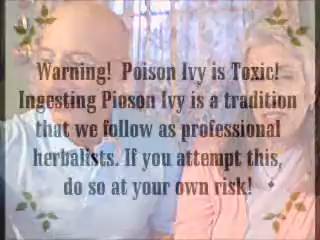 Warning! Poison Ivy is Toxic!
Ingesting Pioson Ivy is a tradition
that we follow as professional
herbalists. If you attempt this,
do so at your own risk!